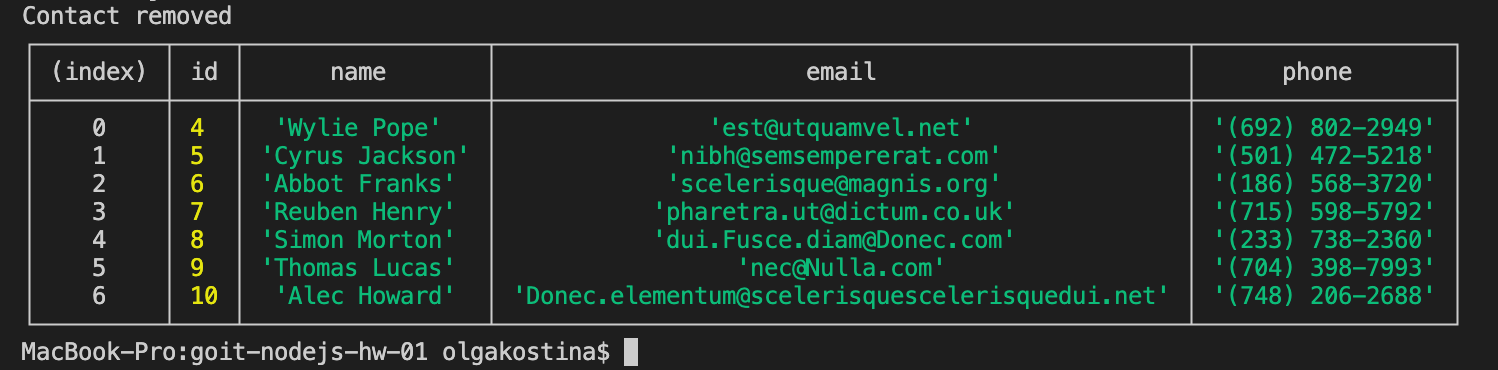 Contact removed
(index) id name email phone
0 4 'Wylie Pope' 'est@utquamvel.net' '(692) 802-2949'
1 5 'Cyrus Jackson' 'nibh@semsempererat.com' '(501) 472-5218'
2 6 'Abbot Franks' 'scelerisque@magnis.org' '(186) 568-3720'
3 7 'Reuben Henry' 'pharetra.ut@dictum.co.uk' '(715) 598-5792'
4 8 'Simon Morton' 'dui.Fusce.diam@Donec.com' '(233) 738-2360'
5 9 'Thomas Lucas' 'nec@Nulla.com' '(704) 398-7993'
6 10 'Alec Howard' 'Donec.elementum@scelerisquescelerisquedui.net' '(748) 206-2688'
MacBook-Pro:goit-nodejs-hw-01 olgakostina$